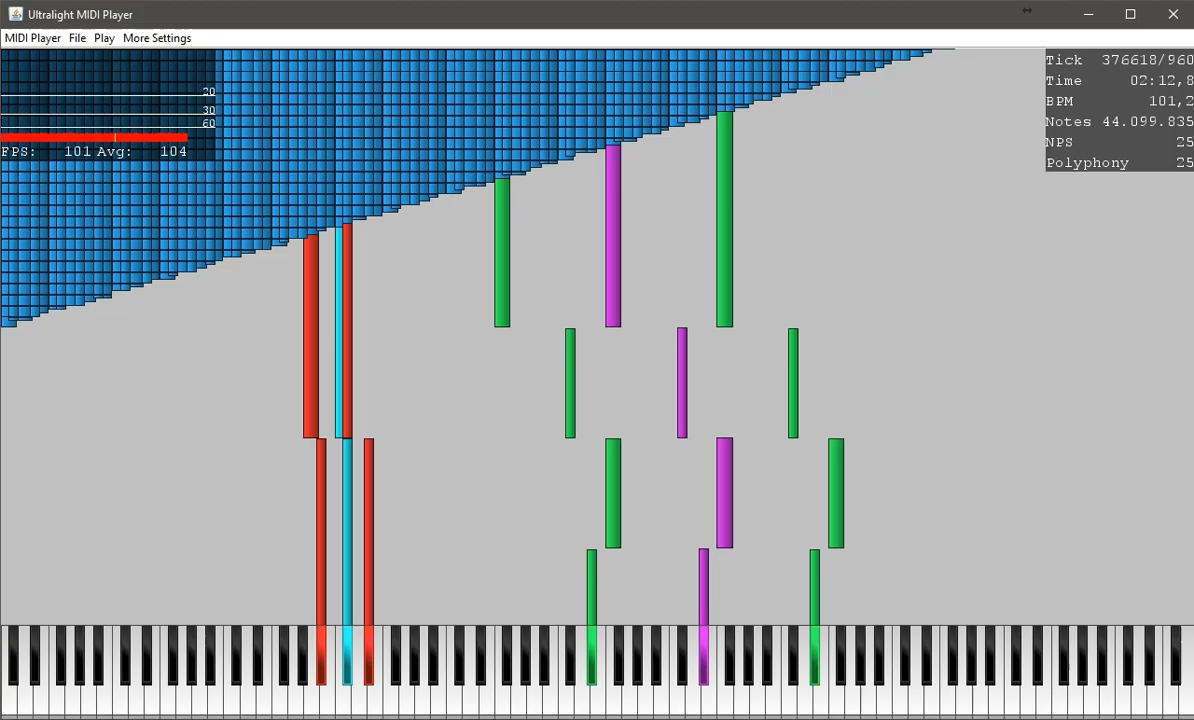 Ultralight MIDI Player
MIDI Player File Play More Settings
20
30
60
FPS: 101 Avg: 104
Tick 376618/960
Time 02:12,8
BPM 101,2
Notes 44.099.835
NPS 25
Polyphony 25